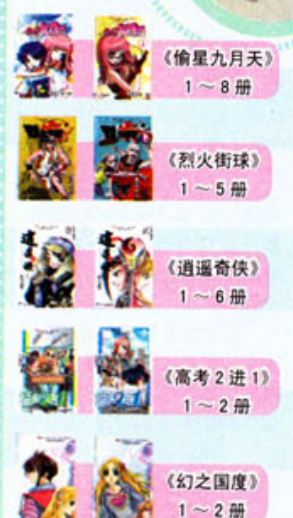 《偷星九月天》
1～8册
《烈火街球》
1～5册
《逍遥奇侠》
1～6册
《高考2进1》
1～2册
《幻之国度》
1～2册